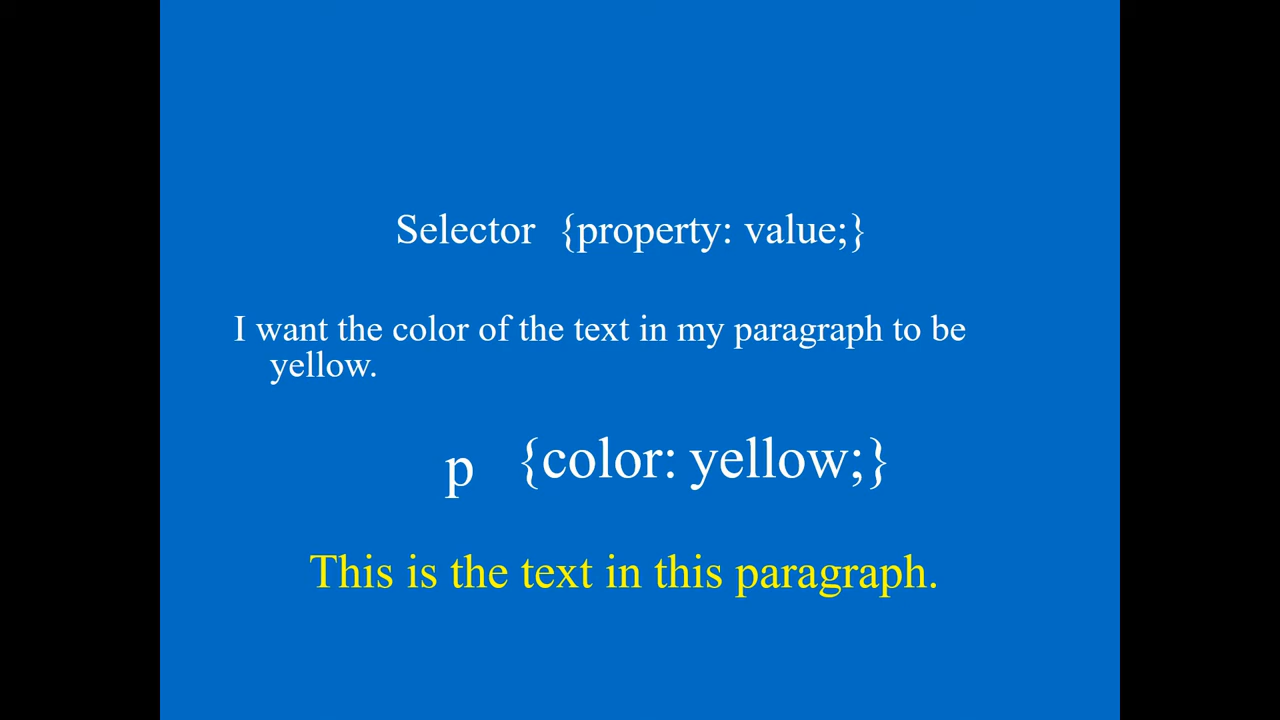 Selector {property: value;}
I want the color of the text in my paragraph to be
yellow.
p {color: yellow;}
This is the text in this paragraph.